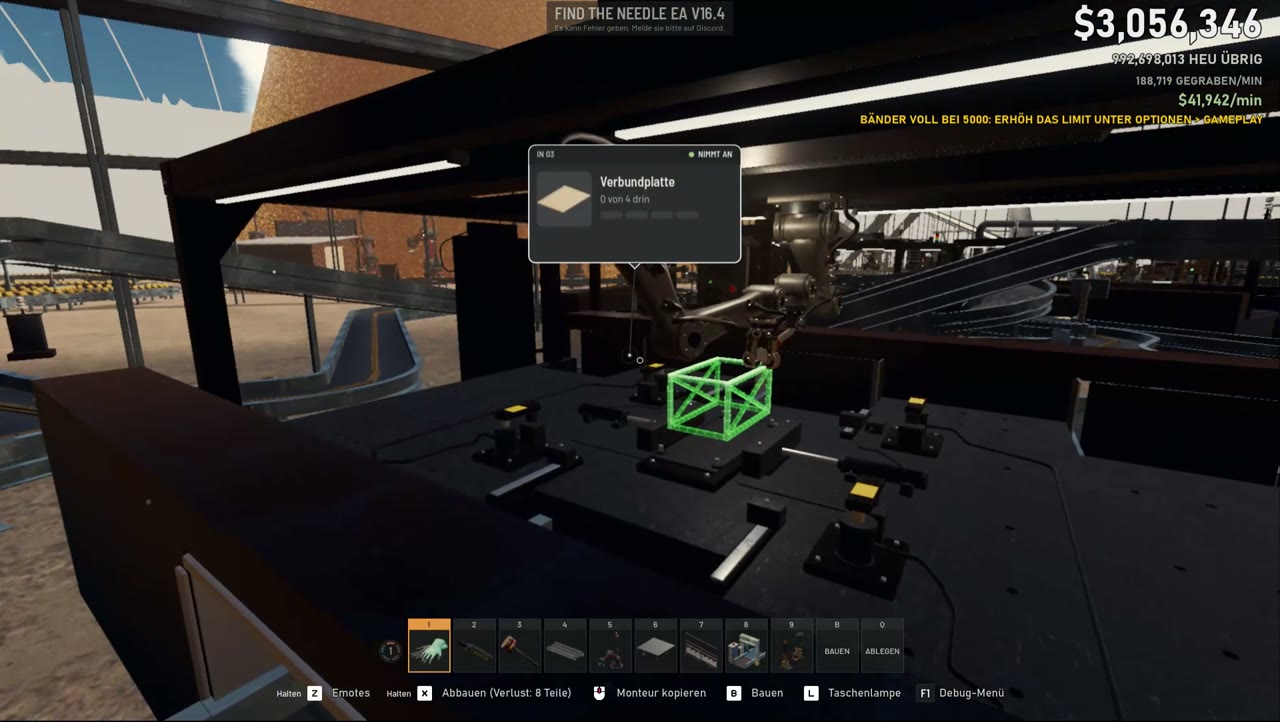 FIND THE NEEDLE EA V16.4
Es kann Fehler geben. Melde sie bitte auf Discord.
$3,056,346
992,698,013 HEU ÜBRIG
188,719 GEGRABEN/MIN
$41,942/min
BÄNDER VOLL BEI 5000: ERHÖH DAS LIMIT UNTER OPTIONEN > GAMEPLAY
IN 03
NIMMT AN
Verbundplatte
0 von 4 drin
1
1 2 3 4 5 6 7 8 9 B Q
BAUEN
ABLEGEN
Halten Z Emotes Halten X Abbauen (Verlust: 8 Teile) Monteur kopieren B Bauen L Taschenlampe F1 Debug-Menü